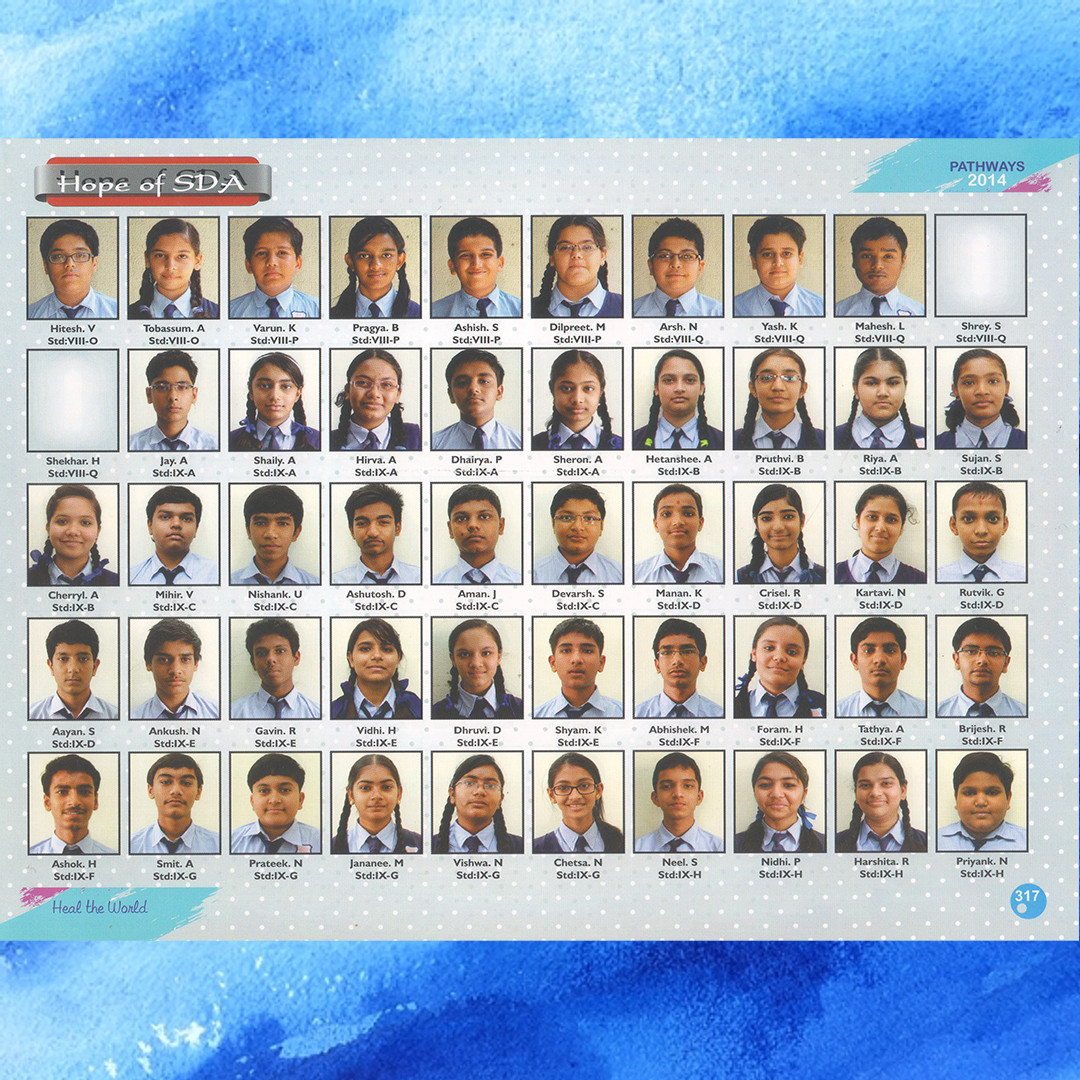 Hope of SDA
PATHWAYS
2014
Hitesh. V
Std:VIII-O
Tobassum. A
Std:VIII-O
Varun. K
Std:VIII-P
Pragya. B
Std:VIII-P
Ashish. S
Std:VIII-P
Dilpreet. M
Std:VIII-P
Arsh. N
Std:VIII-Q
Yash. K
Std:VIII-Q
Mahesh. L
Std:VIII-Q
Shrey. S
Std:VIII-Q
Shekhar. H
Std:VIII-Q
Jay. A
Std:IX-A
Shaily. A
Std:IX-A
Hirva. A
Std:IX-A
Dhairya. P
Std:IX-A
Sheron. A
Std:IX-A
Hetanshee. A
Std:IX-B
Pruthvi. B
Std:IX-B
Riya. A
Std:IX-B
Sujan. S
Std:IX-B
Cherryl. A
Std:IX-B
Mihir. V
Std:IX-C
Nishank. U
Std:IX-C
Ashutosh. D
Std:IX-C
Aman. J
Std:IX-C
Devarsh. S
Std:IX-C
Manan. K
Std:IX-D
Crisel. R
Std:IX-D
Kartavi. N
Std:IX-D
Rutvik. G
Std:IX-D
Aayan. S
Std:IX-D
Ankush. N
Std:IX-E
Gavin. R
Std:IX-E
Vidhi. H
Std:IX-E
Dhruvi. D
Std:IX-E
Shyam. K
Std:IX-E
Abhishek. M
Std:IX-F
Foram. H
Std:IX-F
Tathya. A
Std:IX-F
Brijesh. R
Std:IX-F
Ashok. H
Std:IX-F
Smit. A
Std:IX-G
Prateek. N
Std:IX-G
Jananee. M
Std:IX-G
Vishwa. N
Std:IX-G
Chetsa. N
Std:IX-G
Neel. S
Std:IX-H
Nidhi. P
Std:IX-H
Harshita. R
Std:IX-H
Priyank. N
Std:IX-H
Heal the World
317